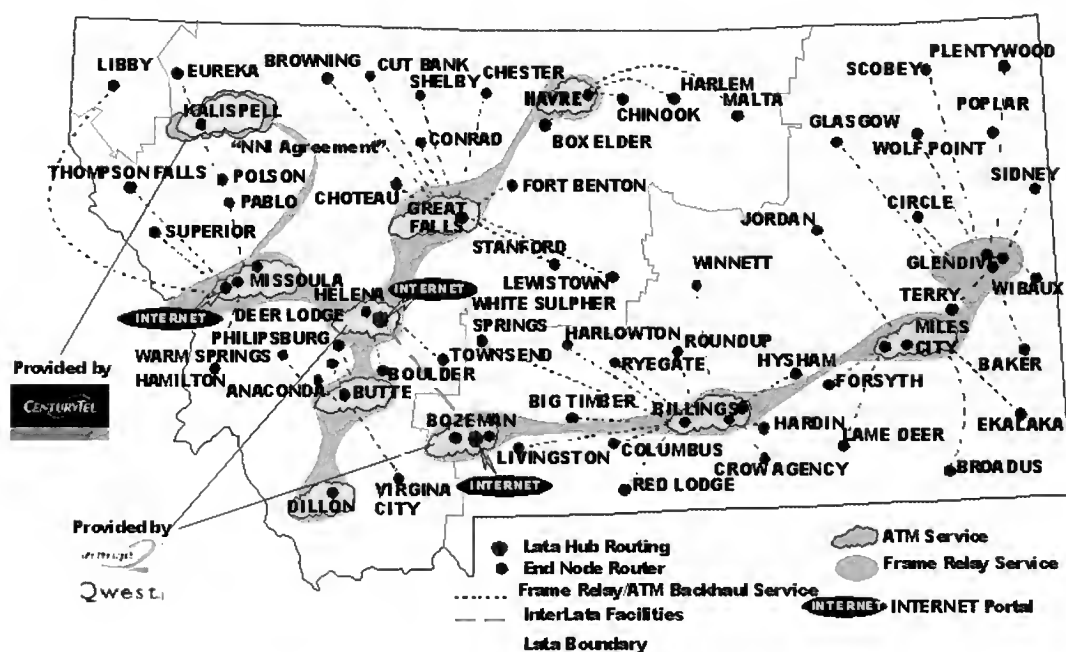 PLENTYWOOD
SCOBEY
LIBBY
EUREKA
BROWNING
CUT BANK
SHELBY
CHESTER
HAVRE
HARLEM
CHINOOK
MALTA
POPLAR
GLASGOW
WOLF POINT
KALISPELL
"NNI Agreement"
CONRAD
BOX ELDER
THOMPSON FALLS
POLSON
PABLO
CHOTEAU
FORT BENTON
SIDNEY
CIRCLE
JORDAN
SUPERIOR
GREAT
FALLS
STANFORD
LEWISTOWN
WINNETT
GLENDIVE
WIBAUX
MISSOULA
HELENA
INTERNET
INTERNET
DEER LODGE
WHITE SULPHER
SPRINGS
HARLOWTON
ROUNDUP
TERRY
MILES
CITY
PHILIPSBURG
WARM SPRINGS
HAMILTON
ANACONDA
TOWNSEND
BOULDER
RYEGATE
HYSHAM
FORSYTH
BAKER
Provided by
CENTURYTEL
BUTTE
BOZEMAN
BIG TIMBER
BILLINGS
HARDIN
LAME DEER
EKALAKA
LIVINGSTON
COLUMBUS
CROW AGENCY
BROADUS
INTERNET
RED LODGE
DILLON
VIRGINA
CITY
Provided by
Qwest
Lata Hub Routing
End Node Router
Frame Relay/ATM Backhaul Service
InterLata Facilities
Lata Boundary
ATM Service
Frame Relay Service
INTERNET
INTERNET Portal